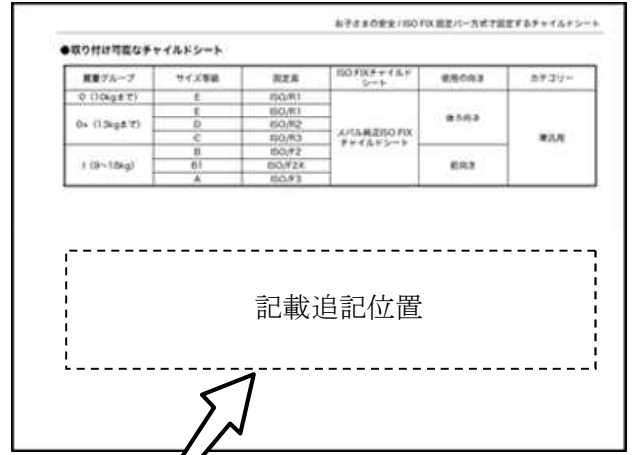 お子さまの安全/ISO FIX 固定バー方式で固定するチャイルドシート
●取り付け可能なチャイルドシート
質量グループ サイズ等級 固定具 ISO FIXチャイルドシート 使用の向き カテゴリー
0 (10kgまで) E ISO/R1
0+ (13kgまで) E ISO/R1
D ISO/R2
C ISO/R3
スバル純正ISO FIX
チャイルドシート
後ろ向き
準汎用
I (9~18kg) B ISO/F2
B1 ISO/F2X
A ISO/F3
前向き
記載追記位置